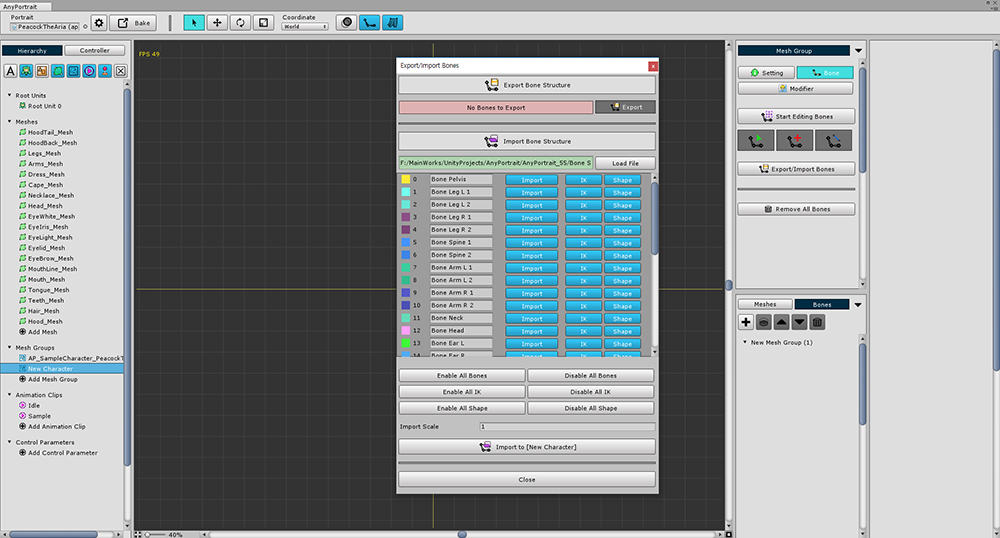 AnyPortrait
Portrait
PeacockTheAria (ap
Bake
Coordinate
World
Hierarchy
Controller
Root Units
Root Unit 0
Meshes
HoodTail_Mesh
HoodBack_Mesh
Legs_Mesh
Arms_Mesh
Dress_Mesh
Cape_Mesh
Necklace_Mesh
Head_Mesh
EyeWhite_Mesh
EyeIris_Mesh
EyeLight_Mesh
Eyelid_Mesh
EyeBrow_Mesh
MouthLine_Mesh
Mouth_Mesh
Tongue_Mesh
Teeth_Mesh
Hair_Mesh
Hood_Mesh
Add Mesh
Mesh Groups
AP_SampleCharacter_PeacockT
New Character
Add Mesh Group
Animation Clips
Idle
Sample
Add Animation Clip
Control Parameters
Add Control Parameter
FPS 49
40%
Export/Import Bones
Export Bone Structure
No Bones to Export
Export
Import Bone Structure
F:/MainWorks/UnityProjects/AnyPortrait/AnyPortrait_SS/Bone S
Load File
0 Bone Pelvis Import IK Shape
1 Bone Leg L 1 Import IK Shape
2 Bone Leg L 2 Import IK Shape
3 Bone Leg R 1 Import IK Shape
4 Bone Leg R 2 Import IK Shape
5 Bone Spine 1 Import IK Shape
6 Bone Spine 2 Import IK Shape
7 Bone Arm L 1 Import IK Shape
8 Bone Arm L 2 Import IK Shape
9 Bone Arm R 1 Import IK Shape
10 Bone Arm R 2 Import IK Shape
11 Bone Neck Import IK Shape
12 Bone Head Import IK Shape
13 Bone Ear L Import IK Shape
14 Bone Ear R Import IK Shape
Enable All Bones
Disable All Bones
Enable All IK
Disable All IK
Enable All Shape
Disable All Shape
Import Scale
1
Import to [New Character]
Close
Mesh Group
Setting
Bone
Modifier
Start Editing Bones
Export/Import Bones
Remove All Bones
Meshes
Bones
New Mesh Group (1)